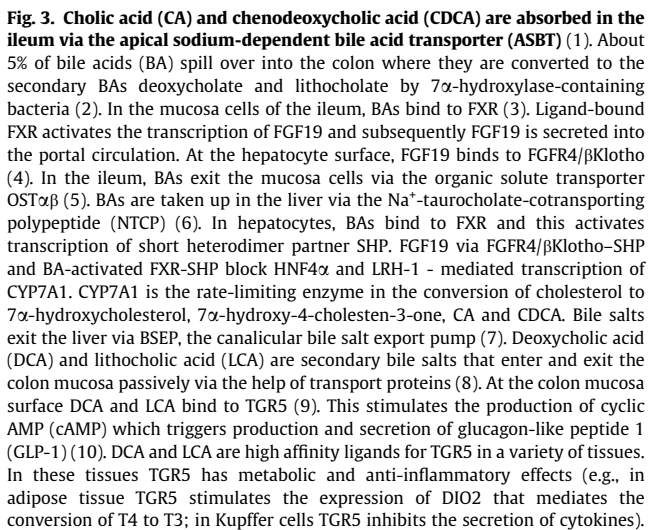 Fig. 3. Cholic acid (CA) and chenodeoxycholic acid (CDCA) are absorbed in the
ileum via the apical sodium-dependent bile acid transporter (ASBT) (1). About
5% of bile acids (BA) spill over into the colon where they are converted to the
secondary BAs deoxycholate and lithocholate by 7α-hydroxylase-containing
bacteria (2). In the mucosa cells of the ileum, BAs bind to FXR (3). Ligand-bound
FXR activates the transcription of FGF19 and subsequently FGF19 is secreted into
the portal circulation. At the hepatocyte surface, FGF19 binds to FGFR4/βKlotho
(4). In the ileum, BAs exit the mucosa cells via the organic solute transporter
OSTαβ (5). BAs are taken up in the liver via the Na⁺-taurocholate-cotransporting
polypeptide (NTCP) (6). In hepatocytes, BAs bind to FXR and this activates
transcription of short heterodimer partner SHP. FGF19 via FGFR4/βKlotho–SHP
and BA-activated FXR-SHP block HNF4α and LRH-1 - mediated transcription of
CYP7A1. CYP7A1 is the rate-limiting enzyme in the conversion of cholesterol to
7α-hydroxycholesterol, 7α-hydroxy-4-cholesten-3-one, CA and CDCA. Bile salts
exit the liver via BSEP, the canalicular bile salt export pump (7). Deoxycholic acid
(DCA) and lithocholic acid (LCA) are secondary bile salts that enter and exit the
colon mucosa passively via the help of transport proteins (8). At the colon mucosa
surface DCA and LCA bind to TGR5 (9). This stimulates the production of cyclic
AMP (cAMP) which triggers production and secretion of glucagon-like peptide 1
(GLP-1) (10). DCA and LCA are high affinity ligands for TGR5 in a variety of tissues.
In these tissues TGR5 has metabolic and anti-inflammatory effects (e.g., in
adipose tissue TGR5 stimulates the expression of DIO2 that mediates the
conversion of T4 to T3; in Kupffer cells TGR5 inhibits the secretion of cytokines).